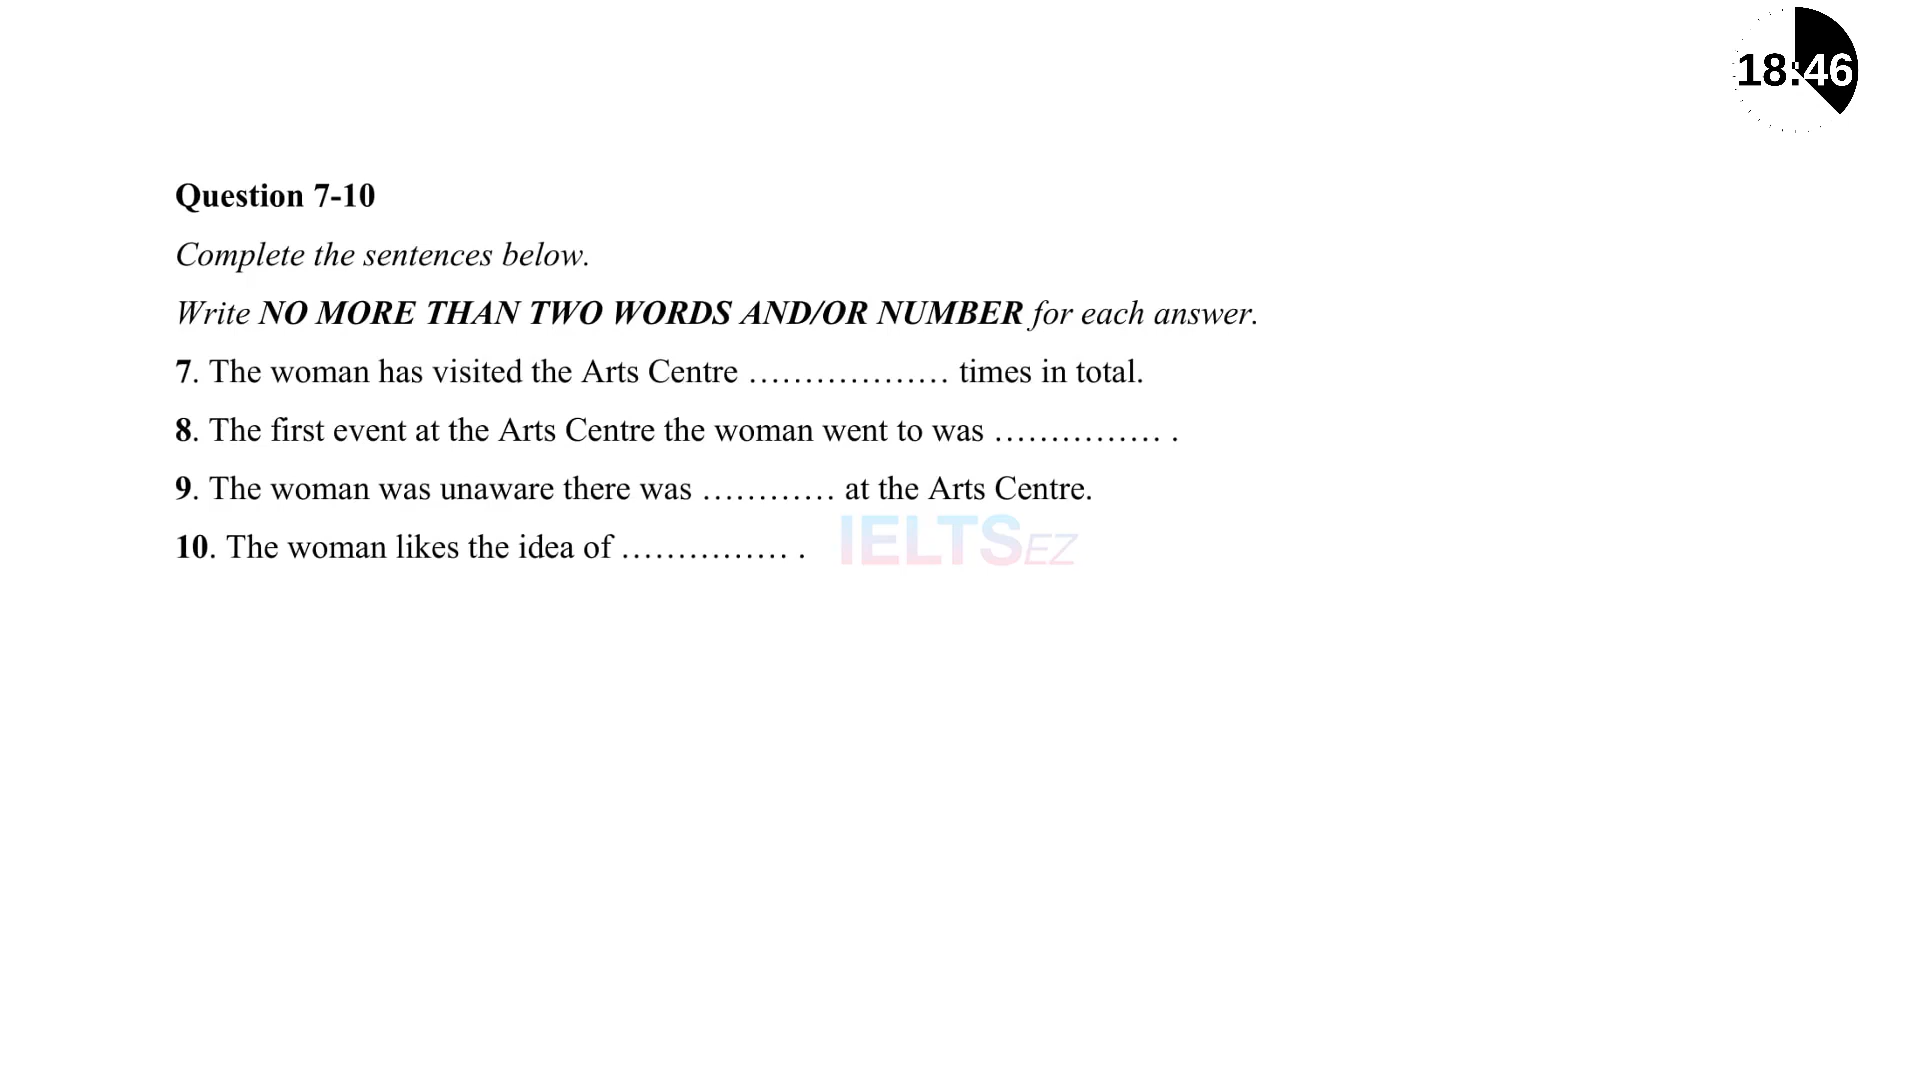 18:46
Question 7-10
Complete the sentences below.
Write NO MORE THAN TWO WORDS AND/OR NUMBER for each answer.
7. The woman has visited the Arts Centre .................. times in total.
8. The first event at the Arts Centre the woman went to was ............... .
9. The woman was unaware there was ............ at the Arts Centre.
10. The woman likes the idea of ............... .
IELTSEZ